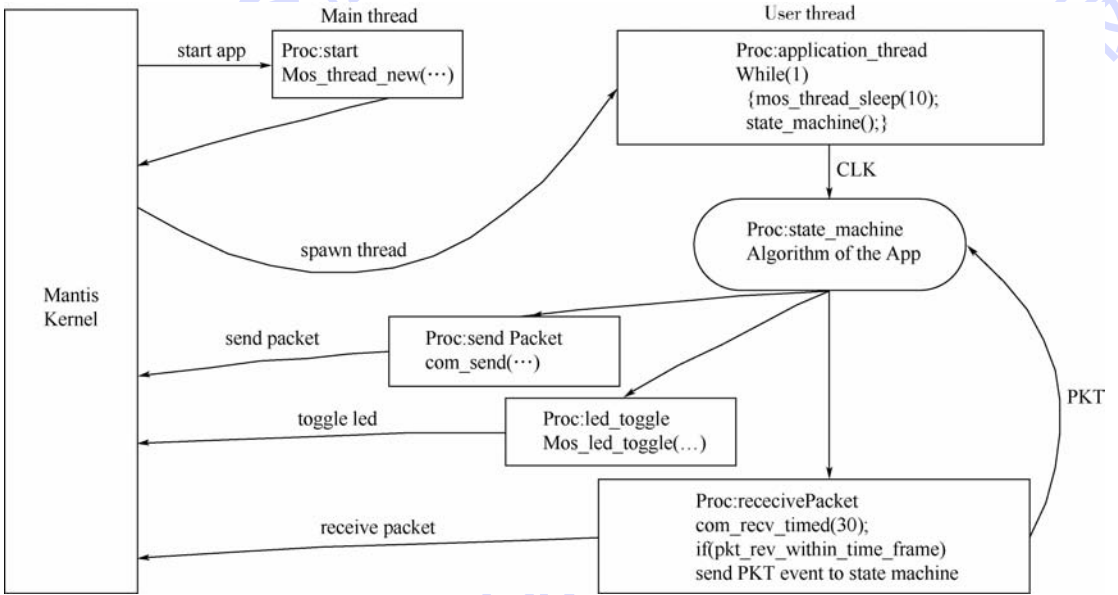 Main thread
User thread
start app
Proc:start
Mos_thread_new(⋯)
Proc:application_thread
While(1)
{mos_thread_sleep(10);
state_machine();}
CLK
spawn thread
Proc:state_machine
Algorithm of the App
Mantis
Kernel
send packet
Proc:send Packet
com_send(⋯)
PKT
toggle led
Proc:led_toggle
Mos_led_toggle(…)
receive packet
Proc:rececivePacket
com_recv_timed(30);
if(pkt_rev_within_time_frame)
send PKT event to state machine